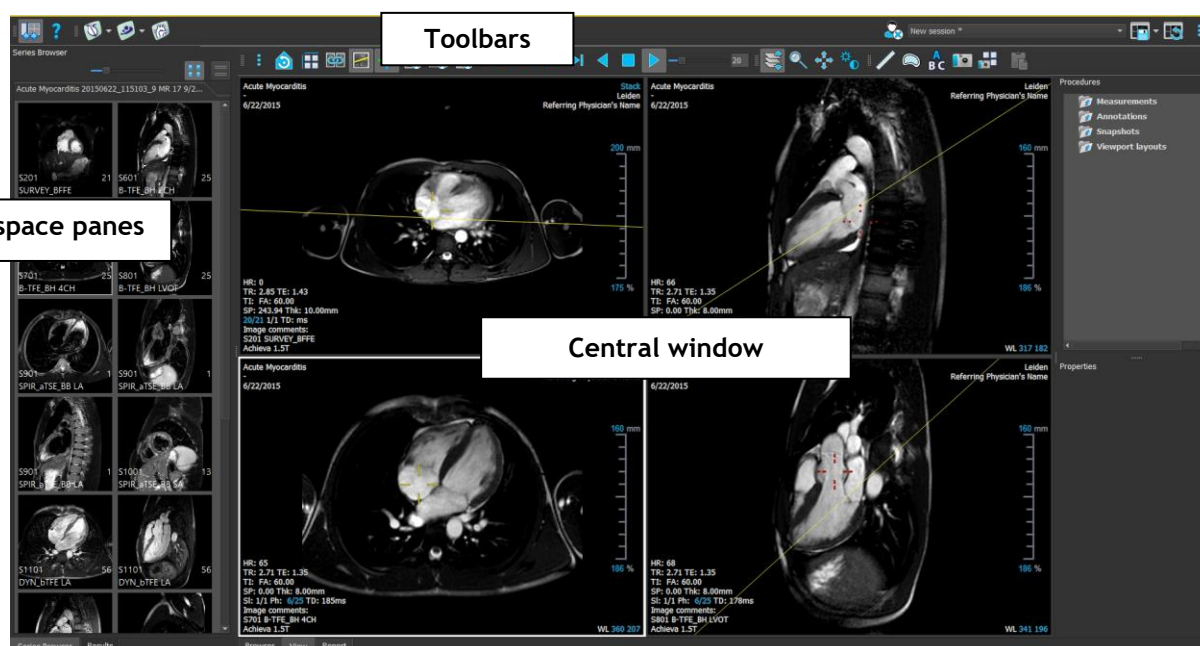 Toolbars
New session *
Series Browser
20
Acute Myocarditis 20150622_115103_9 MR 17 9/2...
S201 21
SURVEY_BFFE
S601 25
B-TFE_BH 2CH
space panes
S701 25
B-TFE_BH 4CH
S801 25
B-TFE_BH LVOT
S901 1
SPIR_aTSE_BB LA
S901 1
SPIR_aTSE_BB LA
S901 1
SPIR_aTSE_BB LA
S1001 13
SPIR_aTSE_BB SA
S1101 56
DYN_bTFE LA
S1101 56
DYN_bTFE LA
Series Browser Results
Acute Myocarditis
-
6/22/2015
Stack
Leiden
Referring Physician's Name
200 mm
175 %
HR: 0
TR: 2.85 TE: 1.43
TI: FA: 60.00
SP: 243.94 Thk: 10.00mm
20/21 1/1 TD: ms
Image comments:
S201 SURVEY_BFFE
Achieva 1.5T
Acute Myocarditis
-
6/22/2015
Leiden
Referring Physician's Name
160 mm
186 %
HR: 66
TR: 2.71 TE: 1.35
TI: FA: 60.00
SP: 0.00 Thk: 8.00mm
WL 317 182
Central window
Acute Myocarditis
-
6/22/2015
160 mm
186 %
HR: 65
TR: 2.71 TE: 1.35
TI: FA: 60.00
SP: 0.00 Thk: 8.00mm
Sl: 1/1 Ph: 6/25 TD: 185ms
Image comments:
S701 B-TFE_BH 4CH
Achieva 1.5T
WL 360 207
Leiden
Referring Physician's Name
6/22/2015
160 mm
186 %
HR: 68
TR: 2.71 TE: 1.35
TI: FA: 60.00
SP: 0.00 Thk: 8.00mm
Sl: 1/1 Ph: 6/25 TD: 178ms
Image comments:
S801 B-TFE_BH LVOT
Achieva 1.5T
WL 341 196
Browser View Report
Procedures
Measurements
Annotations
Snapshots
Viewport layouts
Properties